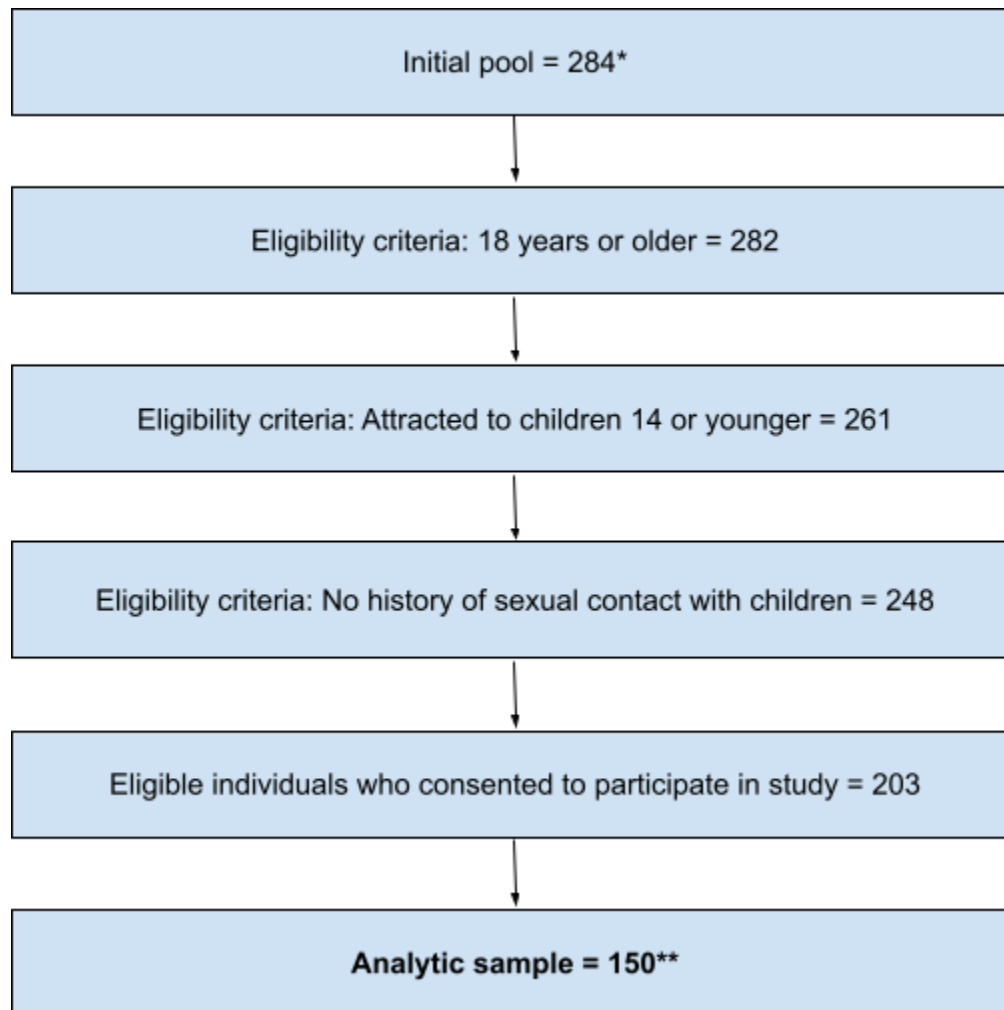 Initial pool = 284*
Eligibility criteria: 18 years or older = 282
Eligibility criteria: Attracted to children 14 or younger = 261
Eligibility criteria: No history of sexual contact with children = 248
Eligible individuals who consented to participate in study = 203
Analytic sample = 150**